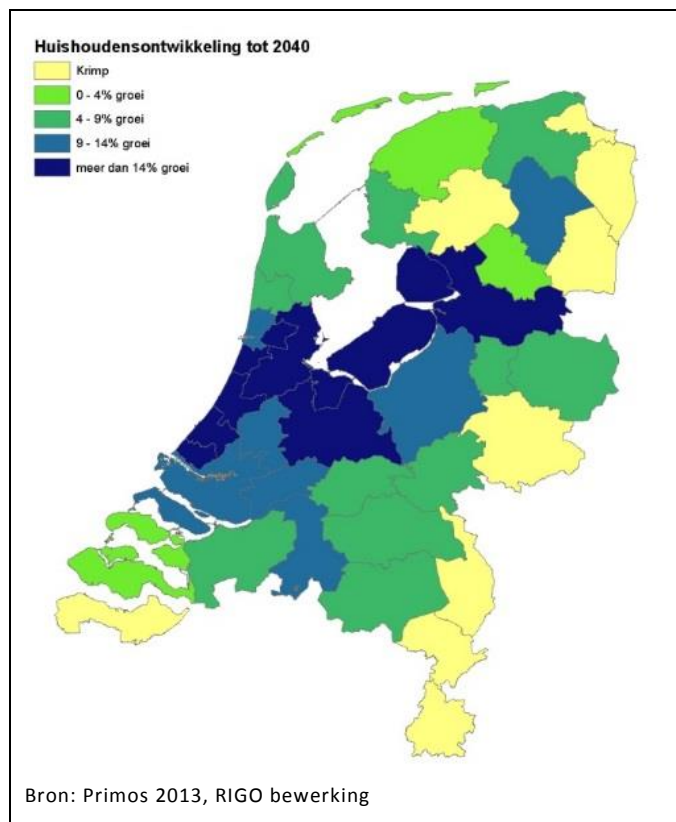 Huishoudensontwikkeling tot 2040
Krimp
0 - 4% groei
4 - 9% groei
9 - 14% groei
meer dan 14% groei
Bron: Primos 2013, RIGO bewerking